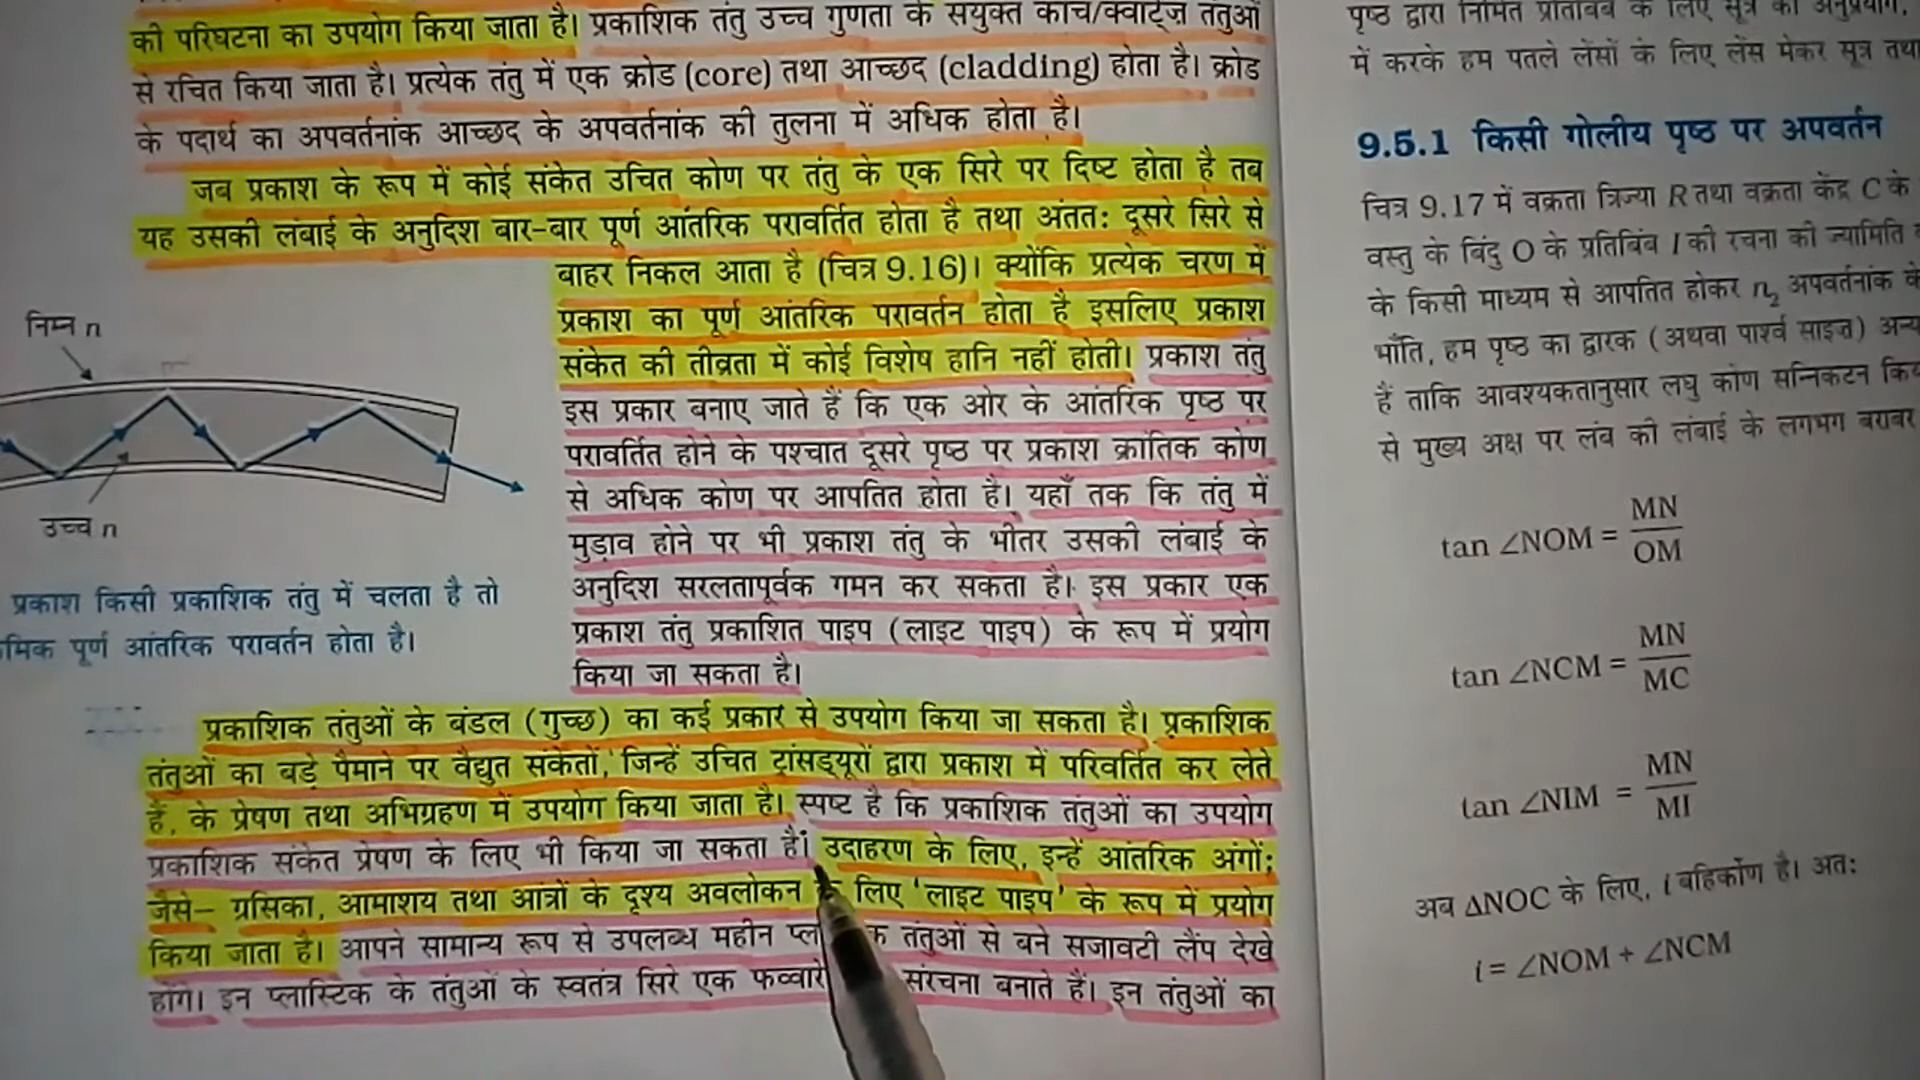 की परिघटना का उपयोग किया जाता है। प्रकाशिक तंतु उच्च गुणता के संयुक्त काच/क्वार्ट्ज़ तंतुओं
से रचित किया जाता है। प्रत्येक तंतु में एक क्रोड (core) तथा आच्छद (cladding) होता है। क्रोड
के पदार्थ का अपवर्तनांक आच्छद के अपवर्तनांक की तुलना में अधिक होता है।
जब प्रकाश के रूप में कोई संकेत उचित कोण पर तंतु के एक सिरे पर दिष्ट होता है तब
यह उसकी लंबाई के अनुदिश बार-बार पूर्ण आंतरिक परावर्तित होता है तथा अंततः दूसरे सिरे से
बाहर निकल आता है (चित्र 9.16)। क्योंकि प्रत्येक चरण में
प्रकाश का पूर्ण आंतरिक परावर्तन होता है इसलिए प्रकाश
संकेत की तीव्रता में कोई विशेष हानि नहीं होती। प्रकाश तंतु
इस प्रकार बनाए जाते हैं कि एक ओर के आंतरिक पृष्ठ पर
परावर्तित होने के पश्चात दूसरे पृष्ठ पर प्रकाश क्रांतिक कोण
से अधिक कोण पर आपतित होता है। यहाँ तक कि तंतु में
मुड़ाव होने पर भी प्रकाश तंतु के भीतर उसकी लंबाई के
अनुदिश सरलतापूर्वक गमन कर सकता है। इस प्रकार एक
प्रकाश तंतु प्रकाशित पाइप (लाइट पाइप) के रूप में प्रयोग
किया जा सकता है।
निम्न n
उच्च n
प्रकाश किसी प्रकाशिक तंतु में चलता है तो
मिक पूर्ण आंतरिक परावर्तन होता है।
प्रकाशिक तंतुओं के बंडल (गुच्छ) का कई प्रकार से उपयोग किया जा सकता है। प्रकाशिक
तंतुओं का बड़े पैमाने पर वैद्युत संकेतों, जिन्हें उचित ट्रांसड्यूरों द्वारा प्रकाश में परिवर्तित कर लेते
हैं, के प्रेषण तथा अभिग्रहण में उपयोग किया जाता है। स्पष्ट है कि प्रकाशिक तंतुओं का उपयोग
प्रकाशिक संकेत प्रेषण के लिए भी किया जा सकता है। उदाहरण के लिए, इन्हें आंतरिक अंगों;
जैसे– ग्रसिका, आमाशय तथा आंत्रों के दृश्य अवलोकन लिए 'लाइट पाइप' के रूप में प्रयोग
किया जाता है। आपने सामान्य रूप से उपलब्ध महीन तंतुओं से बने सजावटी लैंप देखे
होंगे। इन प्लास्टिक के तंतुओं के स्वतंत्र सिरे एक फव्वारे संरचना बनाते हैं। इन तंतुओं का
पृष्ठ द्वारा निर्मित प्रतिबिंब के लिए सूत्र का अनुप्रयोग,
में करके हम पतले लेंसों के लिए लेंस मेकर सूत्र तथा
9.5.1 किसी गोलीय पृष्ठ पर अपवर्तन
चित्र 9.17 में वक्रता त्रिज्या R तथा वक्रता केंद्र C के
वस्तु के बिंदु O के प्रतिबिंब I की रचना की ज्यामिति
के किसी माध्यम से आपतित होकर n₂ अपवर्तनांक के
भाँति, हम पृष्ठ का द्वारक (अथवा पार्श्व साइज़) अन्य
हैं ताकि आवश्यकतानुसार लघु कोण सन्निकटन
से मुख्य अक्ष पर लंब की लंबाई के लगभग बराबर
tan ∠NOM = MN/OM
tan ∠NCM = MN/MC
tan ∠NIM = MN/MI
अब ΔNOC के लिए, i बहिर्कोण है। अतः
i = ∠NOM + ∠NCM